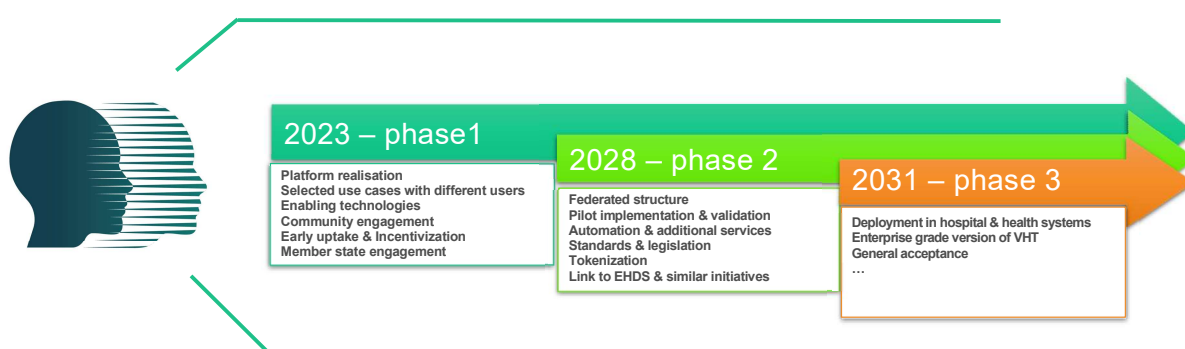 2023 – phase1
Platform realisation
Selected use cases with different users
Enabling technologies
Community engagement
Early uptake & Incentivization
Member state engagement
2028 – phase 2
Federated structure
Pilot implementation & validation
Automation & additional services
Standards & legislation
Tokenization
Link to EHDS & similar initiatives
2031 – phase 3
Deployment in hospital & health systems
Enterprise grade version of VHT
General acceptance
…